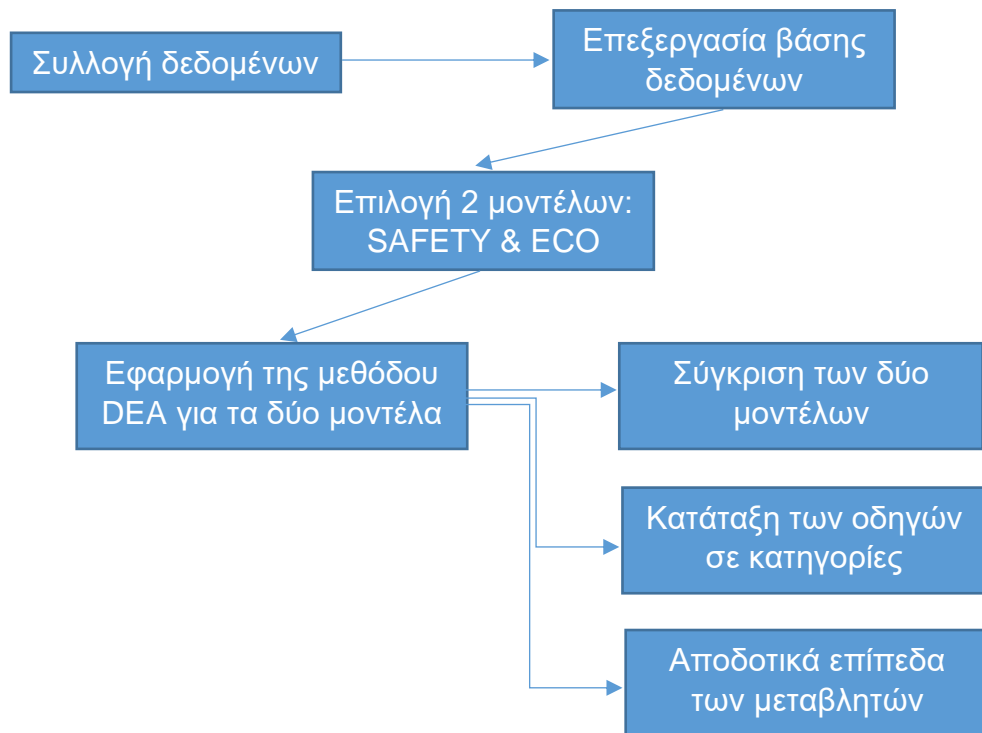 Συλλογή δεδομένων
Επεξεργασία βάσης
δεδομένων
Επιλογή 2 μοντέλων:
SAFETY & ECO
Εφαρμογή της μεθόδου
DEA για τα δύο μοντέλα
Σύγκριση των δύο
μοντέλων
Κατάταξη των οδηγών
σε κατηγορίες
Αποδοτικά επίπεδα
των μεταβλητών